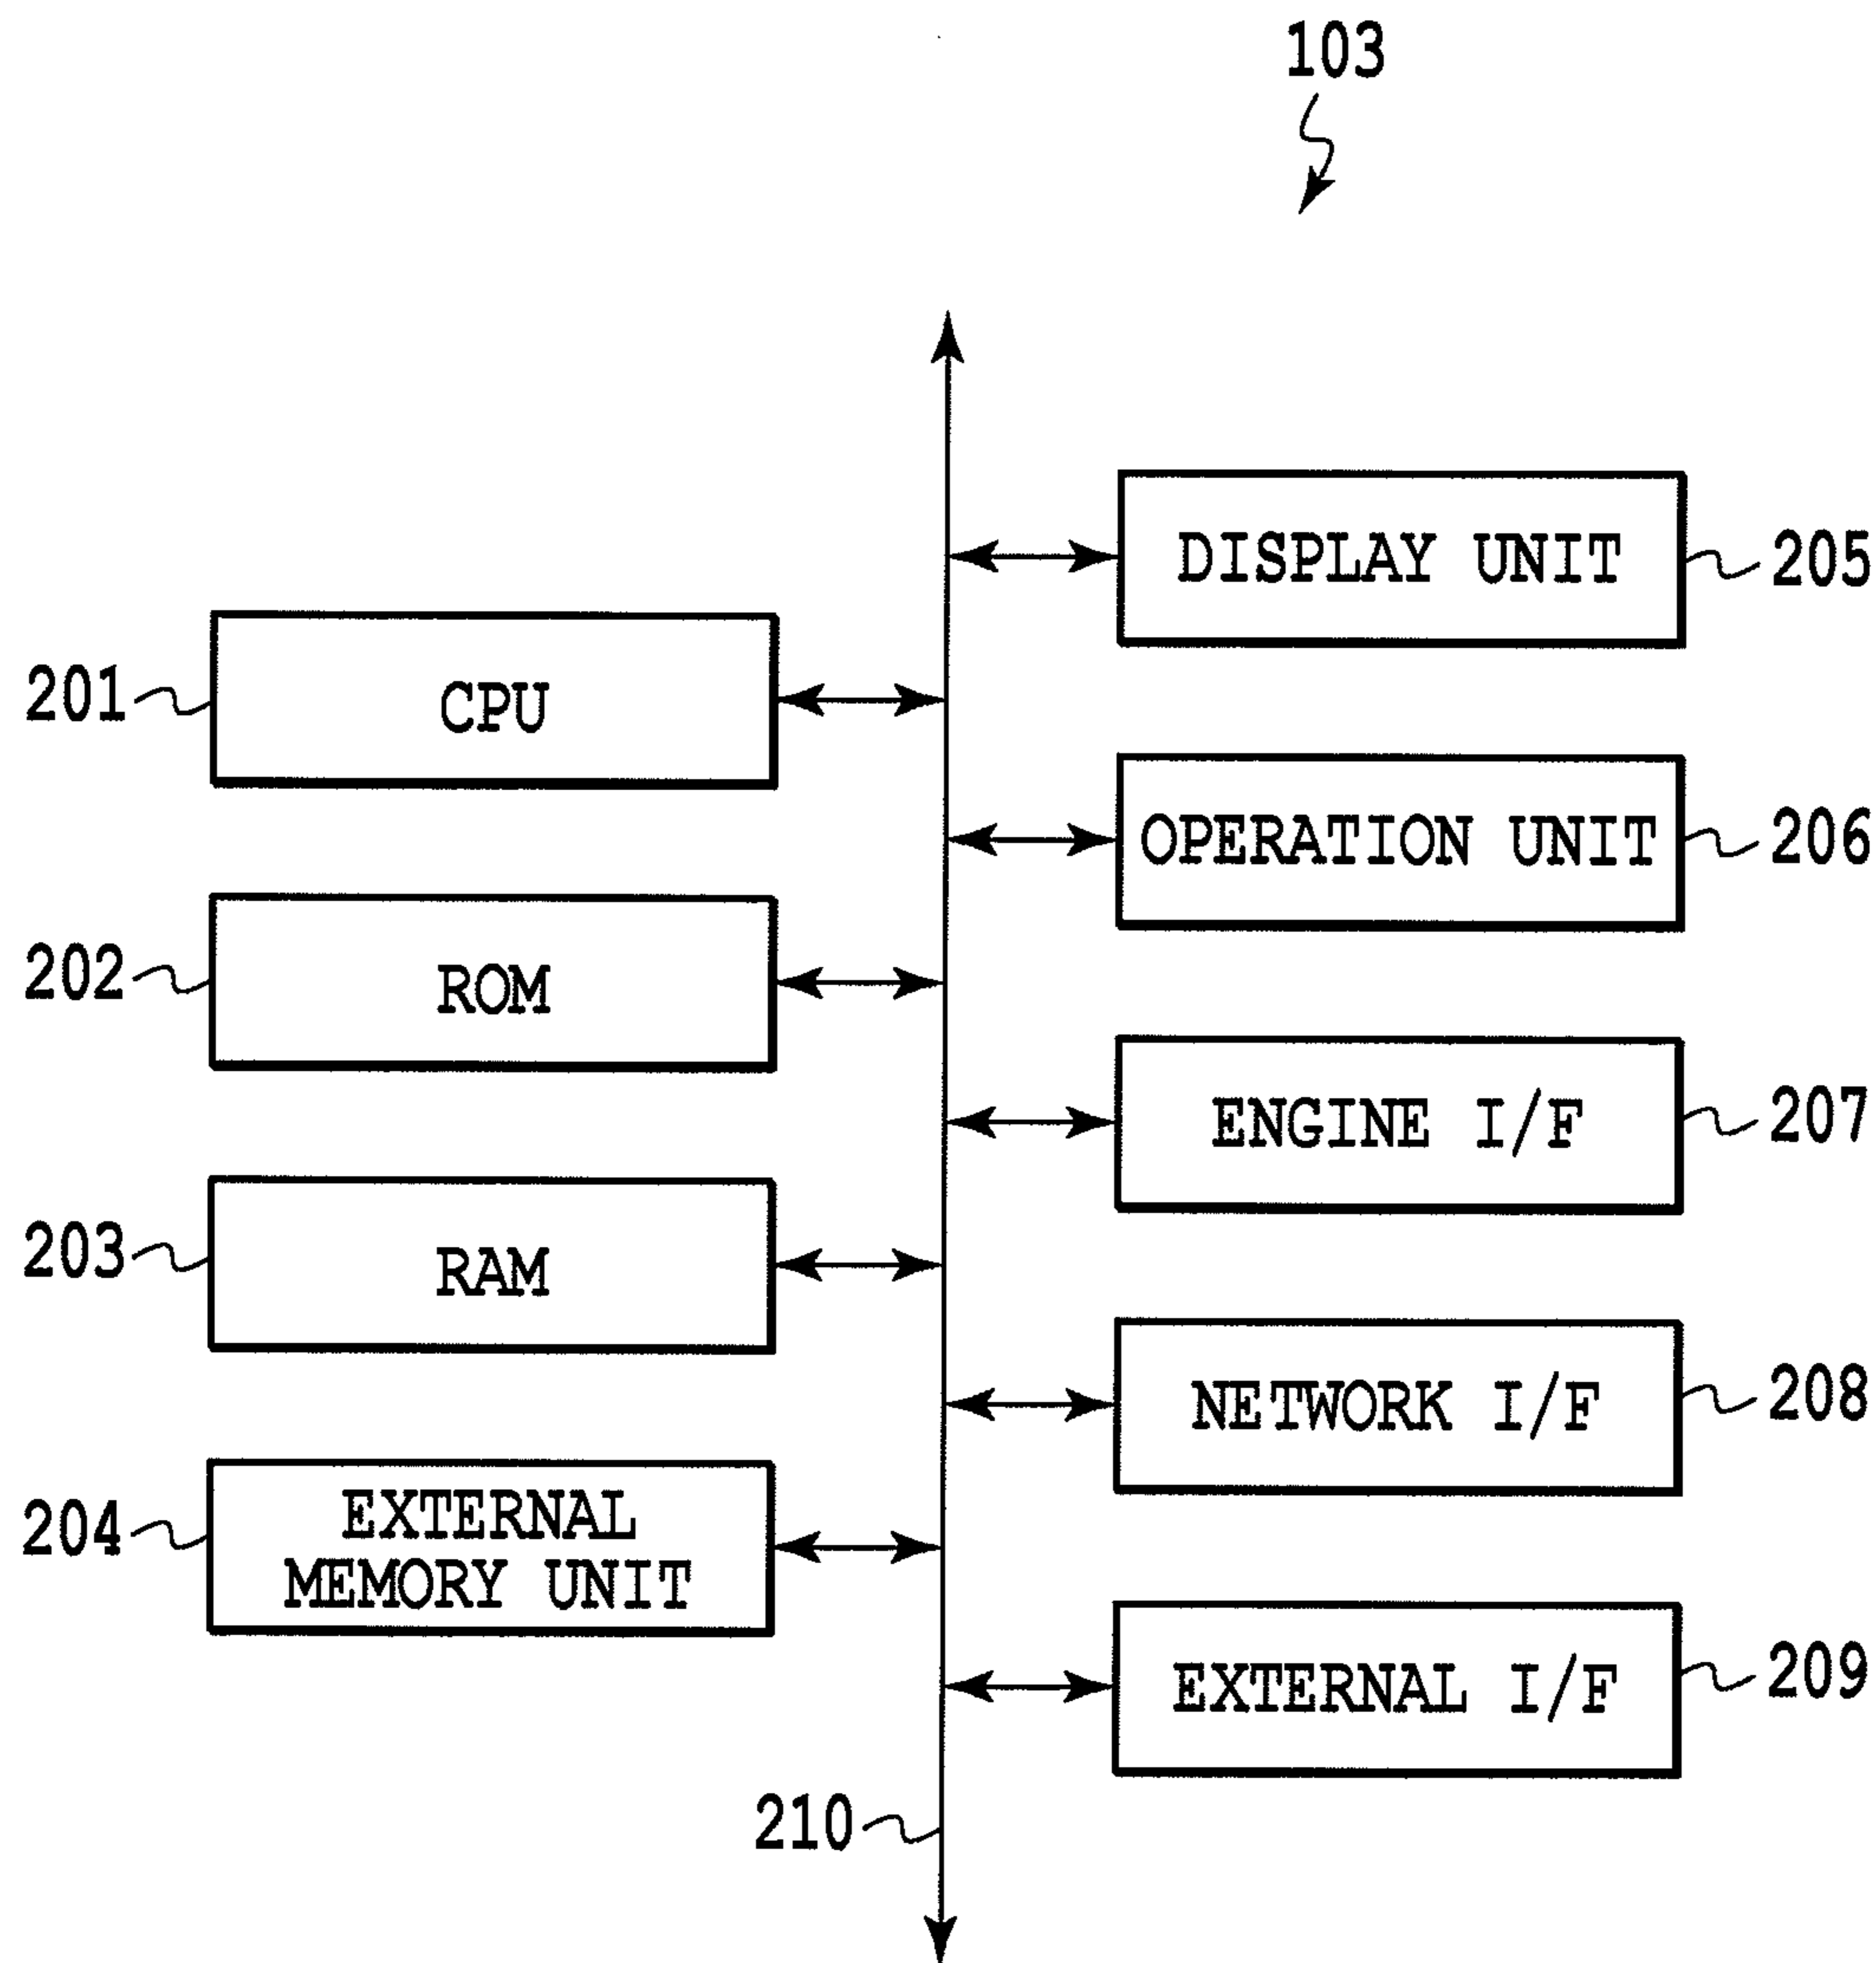 103
DISPLAY UNIT
205
201
CPU
OPERATION UNIT
206
202
ROM
ENGINE I/F
207
203
RAM
NETWORK I/F
208
204
EXTERNAL
MEMORY UNIT
EXTERNAL I/F
209
210